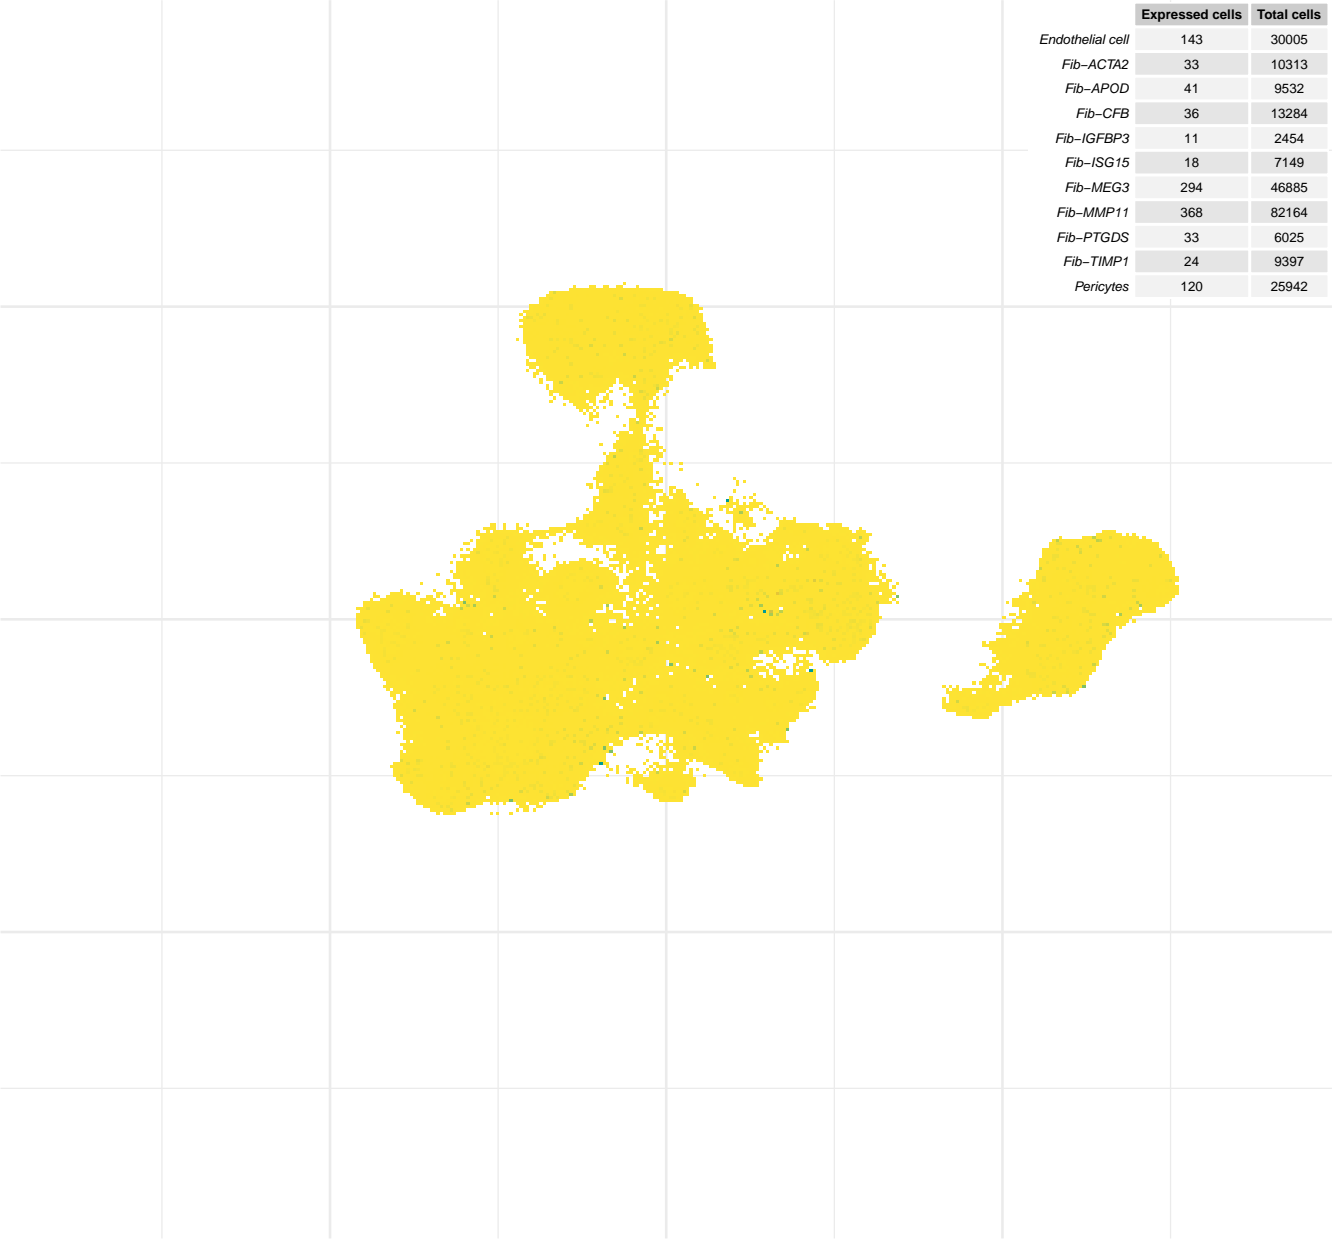 Expressed cells Total cells
Endothelial cell 143 30005
Fib−ACTA2 33 10313
Fib−APOD 41 9532
Fib−CFB 36 13284
Fib−IGFBP3 11 2454
Fib−ISG15 18 7149
Fib−MEG3 294 46885
Fib−MMP11 368 82164
Fib−PTGDS 33 6025
Fib−TIMP1 24 9397
Pericytes 120 25942